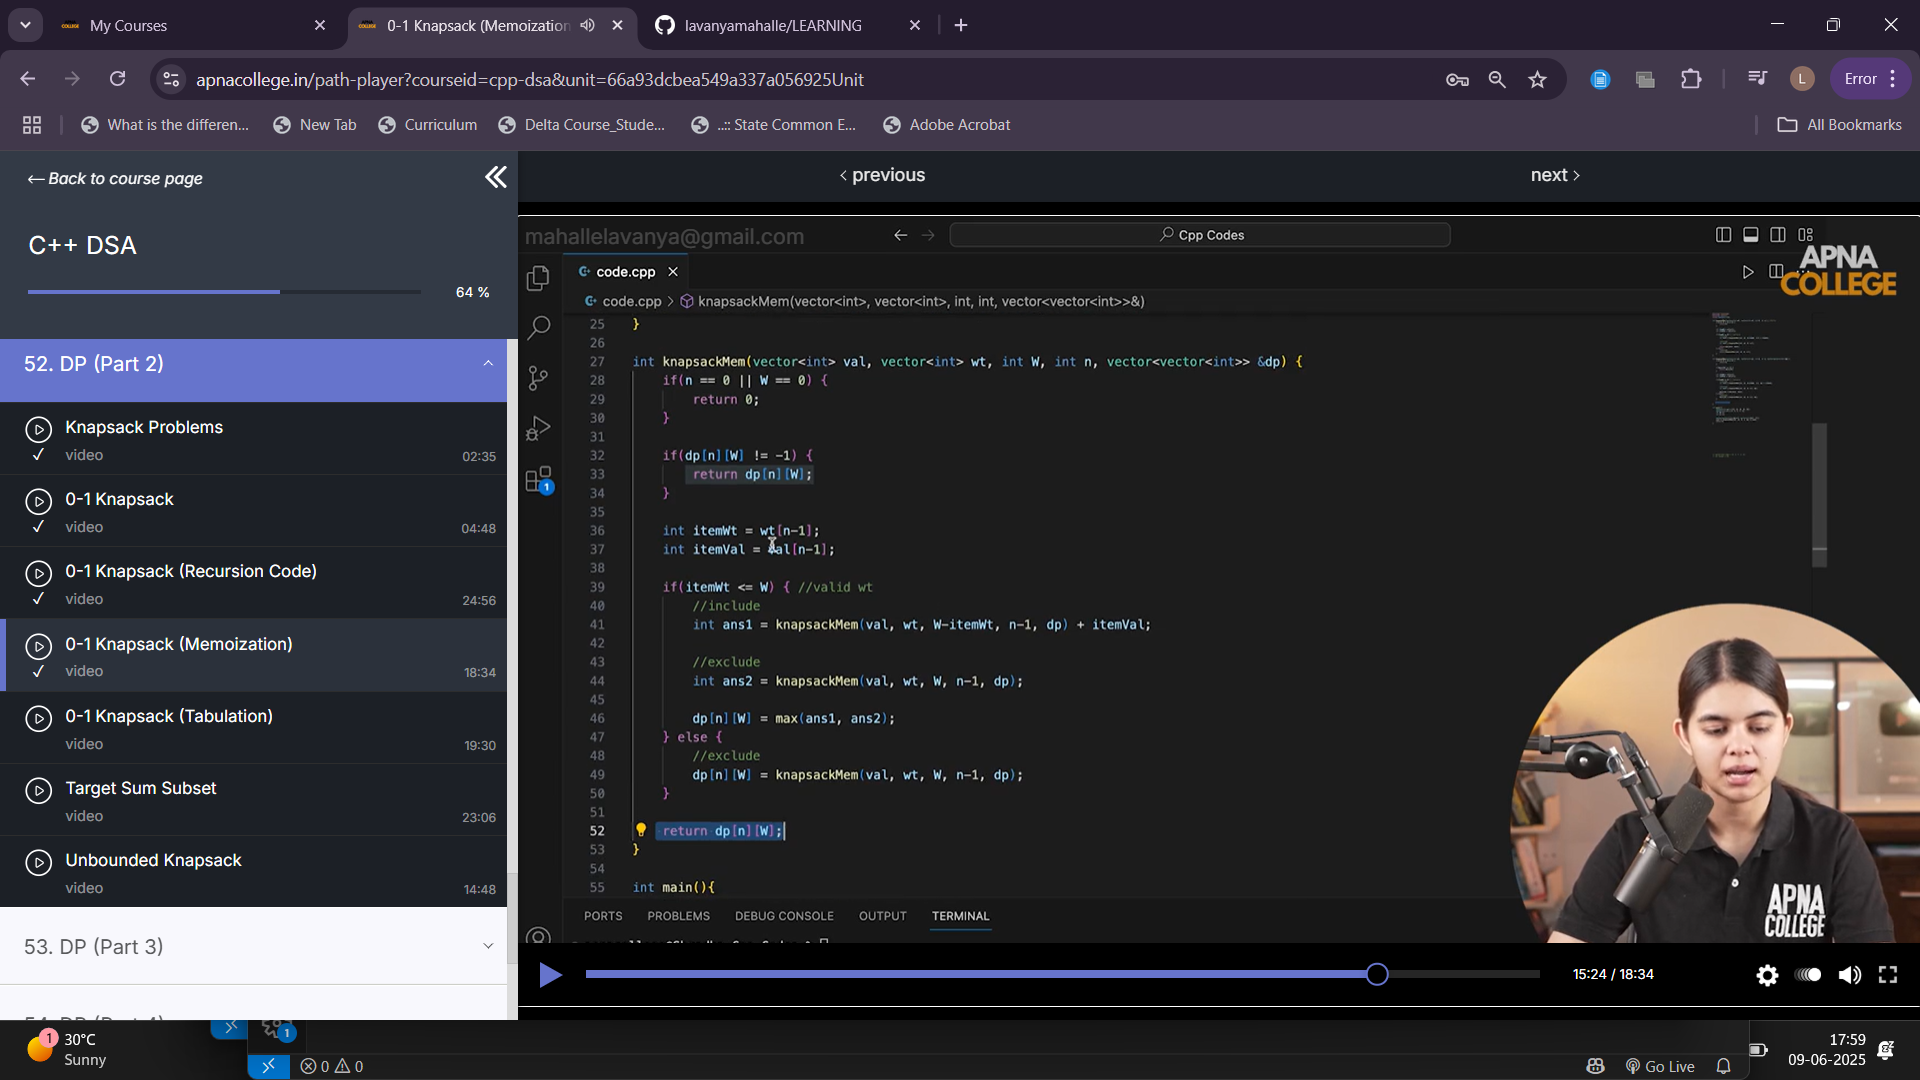 My Courses
0-1 Knapsack (Memoization
lavanyamahalle/LEARNING
apnacollege.in/path-player?courseid=cpp-dsa&unit=66a93dcbea549a337a056925Unit
L
Error
What is the differen...
New Tab
Curriculum
Delta Course_Stude...
..:: State Common E...
Adobe Acrobat
All Bookmarks
Back to course page
C++ DSA
64 %
52. DP (Part 2)
Knapsack Problems
video
02:35
0-1 Knapsack
video
04:48
0-1 Knapsack (Recursion Code)
video
24:56
0-1 Knapsack (Memoization)
video
18:34
0-1 Knapsack (Tabulation)
video
19:30
Target Sum Subset
video
23:06
Unbounded Knapsack
video
14:48
53. DP (Part 3)
previous
next
mahallelavanya@gmail.com
Cpp Codes
APNA
COLLEGE
code.cpp
code.cpp > knapsackMem(vector<int>, vector<int>, int, int, vector<vector<int>>&)
25 }
26
27 int knapsackMem(vector<int> val, vector<int> wt, int W, int n, vector<vector<int>> &dp) {
28 if(n == 0 || W == 0) {
29 return 0;
30 }
31
32 if(dp[n][W] != -1) {
33 return dp[n][W];
34 }
35
36 int itemWt = wt[n-1];
37 int itemVal = val[n-1];
38
39 if(itemWt <= W) { //valid wt
40 //include
41 int ans1 = knapsackMem(val, wt, W-itemWt, n-1, dp) + itemVal;
42
43 //exclude
44 int ans2 = knapsackMem(val, wt, W, n-1, dp);
45
46 dp[n][W] = max(ans1, ans2);
47 } else {
48 //exclude
49 dp[n][W] = knapsackMem(val, wt, W, n-1, dp);
50 }
51
52 return dp[n][W];
53 }
54
55 int main(){
1
PORTS
PROBLEMS
DEBUG CONSOLE
OUTPUT
TERMINAL
APNA
COLLEGE
15:24 / 18:34
1
30°C
Sunny
1
0
0
Go Live
17:59
09-06-2025